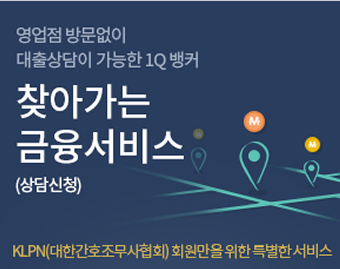 영업점 방문없이
대출상담이 가능한 1Q 뱅커
찾아가는
금융서비스
(상담신청)
M
M
M
KLPN(대한간호조무사협회) 회원만을 위한 특별한 서비스